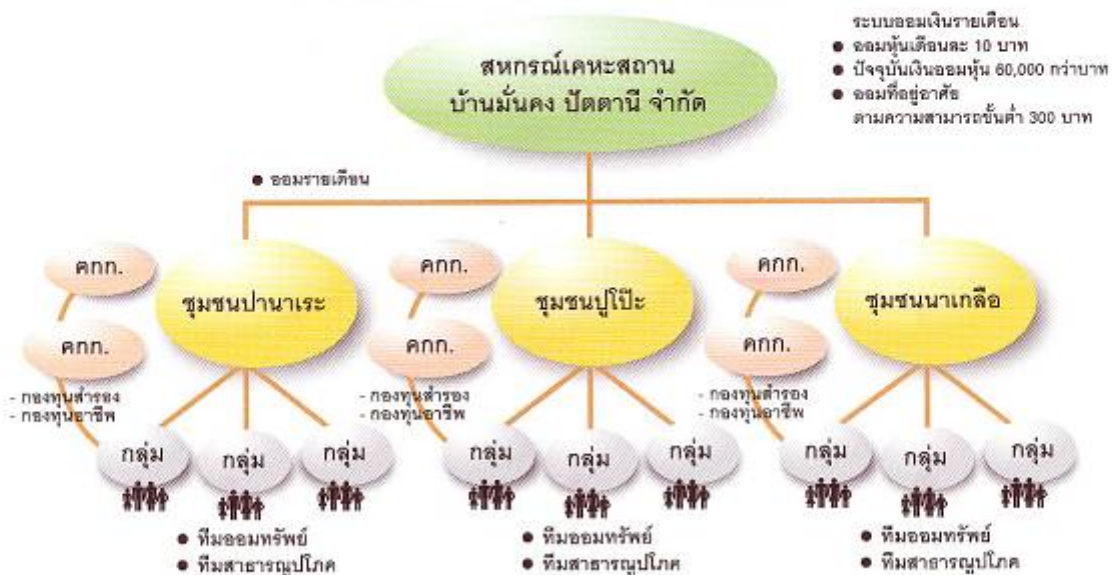 ระบบออมเงินรายเดือน
● ออมหุ้นเดือนละ 10 บาท
● ปัจจุบันเงินออมหุ้น 60,000 กว่าบาท
● ออมที่อยู่อาศัย
ตามความสามารถขั้นต่ำ 300 บาท
สหกรณ์เคหะสถาน
บ้านมั่นคง ปัตตานี จำกัด
● ออมรายเดือน
คกก.
ชุมชนปานาเระ
คกก.
- กองทุนสำรอง
- กองทุนอาชีพ
กลุ่ม
กลุ่ม
กลุ่ม
● ทีมออมทรัพย์
● ทีมสาธารณูปโภค
คกก.
ชุมชนปูโป๊ะ
คกก.
- กองทุนสำรอง
- กองทุนอาชีพ
กลุ่ม
กลุ่ม
กลุ่ม
● ทีมออมทรัพย์
● ทีมสาธารณูปโภค
คกก.
ชุมชนนาเกลือ
คกก.
- กองทุนสำรอง
- กองทุนอาชีพ
กลุ่ม
กลุ่ม
กลุ่ม
● ทีมออมทรัพย์
● ทีมสาธารณูปโภค